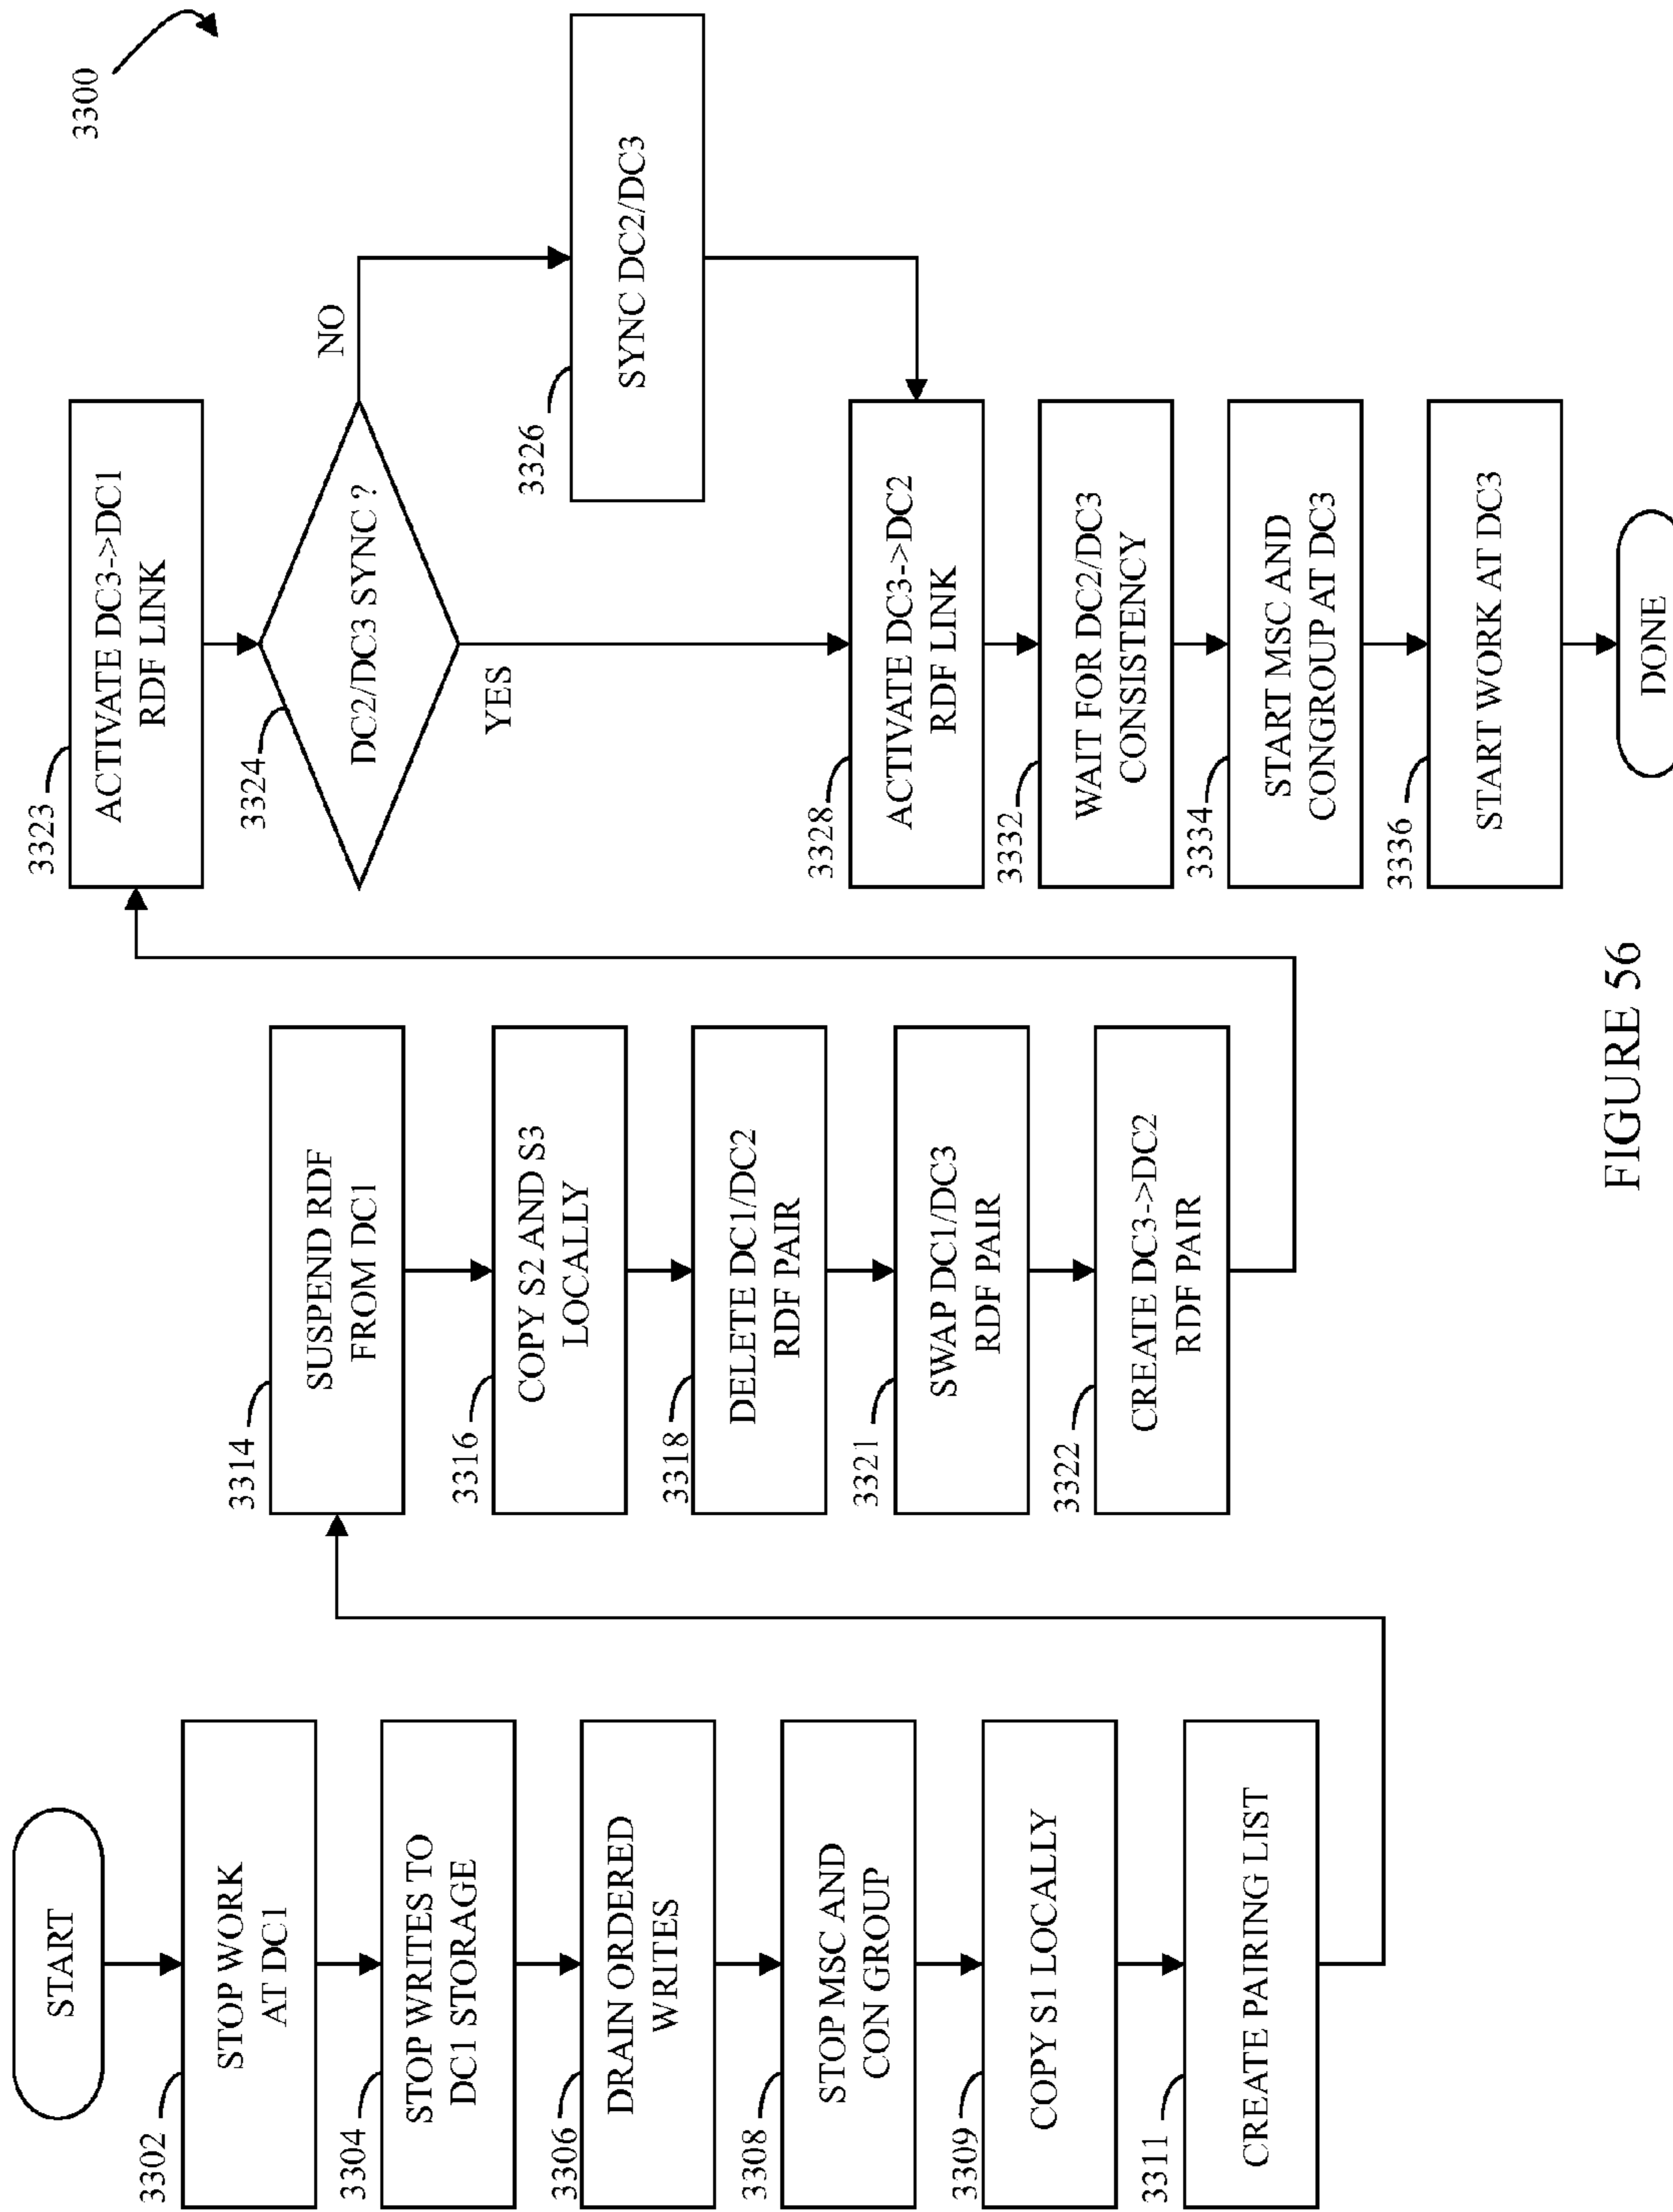 3300
START
3302
STOP WORK
AT DC1
3304
STOP WRITES TO
DC1 STORAGE
3306
DRAIN ORDERED
WRITES
3308
STOP MSC AND
CON GROUP
3309
COPY S1 LOCALLY
3311
CREATE PAIRING LIST
3314
SUSPEND RDF
FROM DC1
3316
COPY S2 AND S3
LOCALLY
3318
DELETE DC1/DC2
RDF PAIR
3321
SWAP DC1/DC3
RDF PAIR
3322
CREATE DC3->DC2
RDF PAIR
3323
ACTIVATE DC3->DC1
RDF LINK
3324
DC2/DC3 SYNC ?
NO
YES
3326
SYNC DC2/DC3
3328
ACTIVATE DC3->DC2
RDF LINK
3332
WAIT FOR DC2/DC3
CONSISTENCY
3334
START MSC AND
CONGROUP AT DC3
3336
START WORK AT DC3
DONE
FIGURE 56